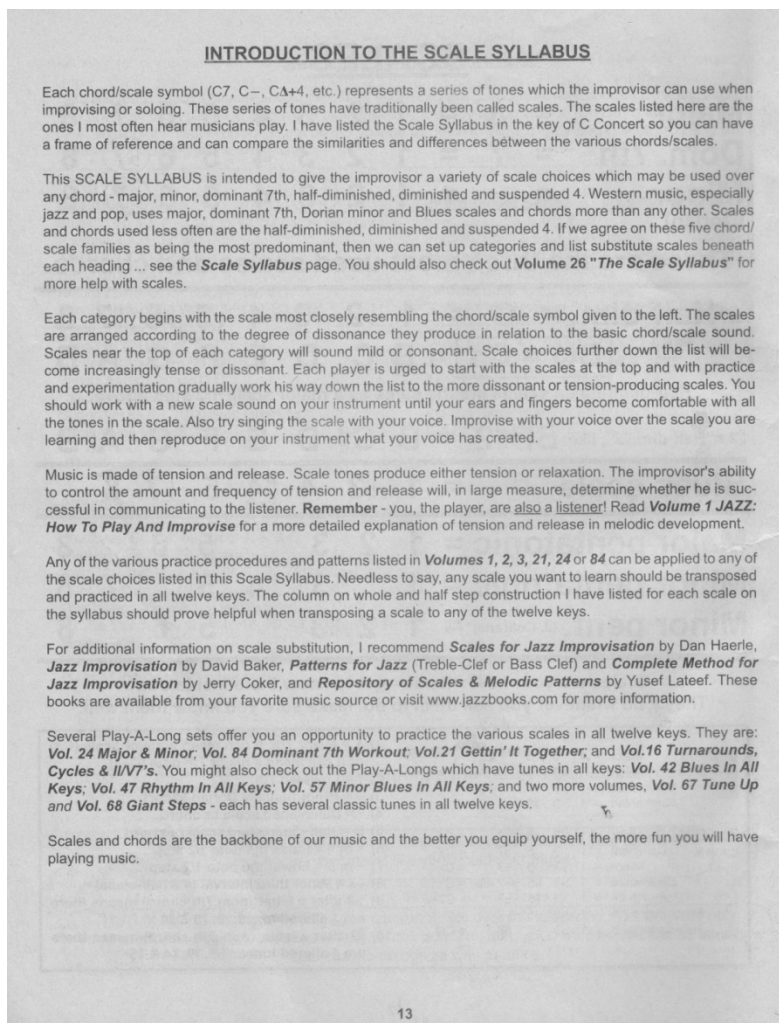 INTRODUCTION TO THE SCALE SYLLABUS
Each chord/scale symbol (C7, C–, CΔ+4, etc.) represents a series of tones which the improvisor can use when
improvising or soloing. These series of tones have traditionally been called scales. The scales listed here are the
ones I most often hear musicians play. I have listed the Scale Syllabus in the key of C Concert so you can have
a frame of reference and can compare the similarities and differences between the various chords/scales.
This SCALE SYLLABUS is intended to give the improvisor a variety of scale choices which may be used over
any chord - major, minor, dominant 7th, half-diminished, diminished and suspended 4. Western music, especially
jazz and pop, uses major, dominant 7th, Dorian minor and Blues scales and chords more than any other. Scales
and chords used less often are the half-diminished, diminished and suspended 4. If we agree on these five chord/
scale families as being the most predominant, then we can set up categories and list substitute scales beneath
each heading ... see the Scale Syllabus page. You should also check out Volume 26 "The Scale Syllabus" for
more help with scales.
Each category begins with the scale most closely resembling the chord/scale symbol given to the left. The scales
are arranged according to the degree of dissonance they produce in relation to the basic chord/scale sound.
Scales near the top of each category will sound mild or consonant. Scale choices further down the list will be-
come increasingly tense or dissonant. Each player is urged to start with the scales at the top and with practice
and experimentation gradually work his way down the list to the more dissonant or tension-producing scales. You
should work with a new scale sound on your instrument until your ears and fingers become comfortable with all
the tones in the scale. Also try singing the scale with your voice. Improvise with your voice over the scale you are
learning and then reproduce on your instrument what your voice has created.
Music is made of tension and release. Scale tones produce either tension or relaxation. The improvisor's ability
to control the amount and frequency of tension and release will, in large measure, determine whether he is suc-
cessful in communicating to the listener. Remember - you, the player, are also a listener! Read Volume 1 JAZZ:
How To Play And Improvise for a more detailed explanation of tension and release in melodic development.
Any of the various practice procedures and patterns listed in Volumes 1, 2, 3, 21, 24 or 84 can be applied to any of
the scale choices listed in this Scale Syllabus. Needless to say, any scale you want to learn should be transposed
and practiced in all twelve keys. The column on whole and half step construction I have listed for each scale on
the syllabus should prove helpful when transposing a scale to any of the twelve keys.
For additional information on scale substitution, I recommend Scales for Jazz Improvisation by Dan Haerle,
Jazz Improvisation by David Baker, Patterns for Jazz (Treble-Clef or Bass Clef) and Complete Method for
Jazz Improvisation by Jerry Coker, and Repository of Scales & Melodic Patterns by Yusef Lateef. These
books are available from your favorite music source or visit www.jazzbooks.com for more information.
Several Play-A-Long sets offer you an opportunity to practice the various scales in all twelve keys. They are:
Vol. 24 Major & Minor; Vol. 84 Dominant 7th Workout; Vol.21 Gettin' It Together; and Vol.16 Turnarounds,
Cycles & II/V7's. You might also check out the Play-A-Longs which have tunes in all keys: Vol. 42 Blues In All
Keys; Vol. 47 Rhythm In All Keys; Vol. 57 Minor Blues In All Keys; and two more volumes, Vol. 67 Tune Up
and Vol. 68 Giant Steps - each has several classic tunes in all twelve keys.
Scales and chords are the backbone of our music and the better you equip yourself, the more fun you will have
playing music.
13